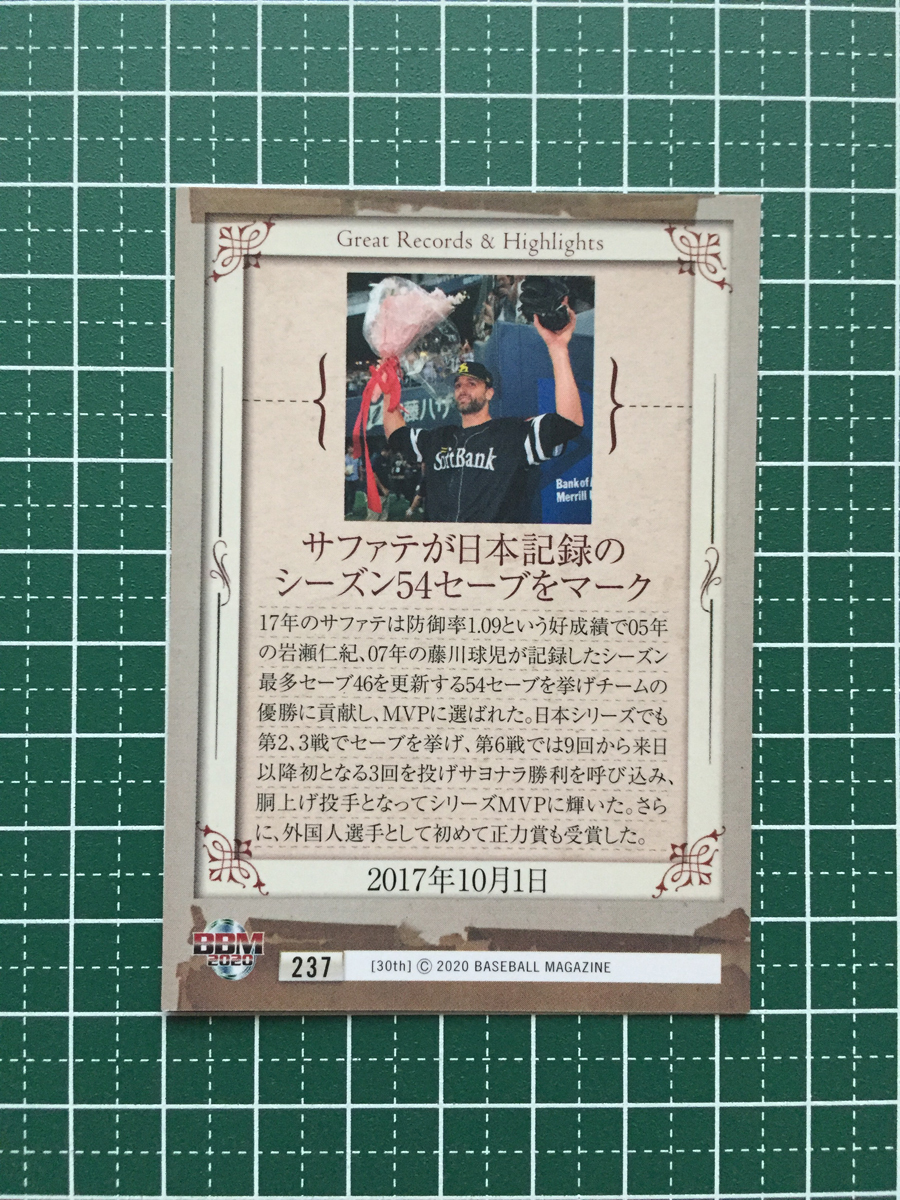 Great Records & Highlights
SoftBank
Bank of
Merrill
サファテが日本記録の
シーズン54セーブをマーク
17年のサファテは防御率1.09という好成績で05年
の岩瀬仁紀、07年の藤川球児が記録したシーズン
最多セーブ46を更新する54セーブを挙げチームの
優勝に貢献し、MVPに選ばれた。日本シリーズでも
第2、3戦でセーブを挙げ、第6戦では9回から来日
以降初となる3回を投げサヨナラ勝利を呼び込み、
胴上げ投手となってシリーズMVPに輝いた。さら
に、外国人選手として初めて正力賞も受賞した。
2017年10月1日
BBM
2020
237
[30th] © 2020 BASEBALL MAGAZINE